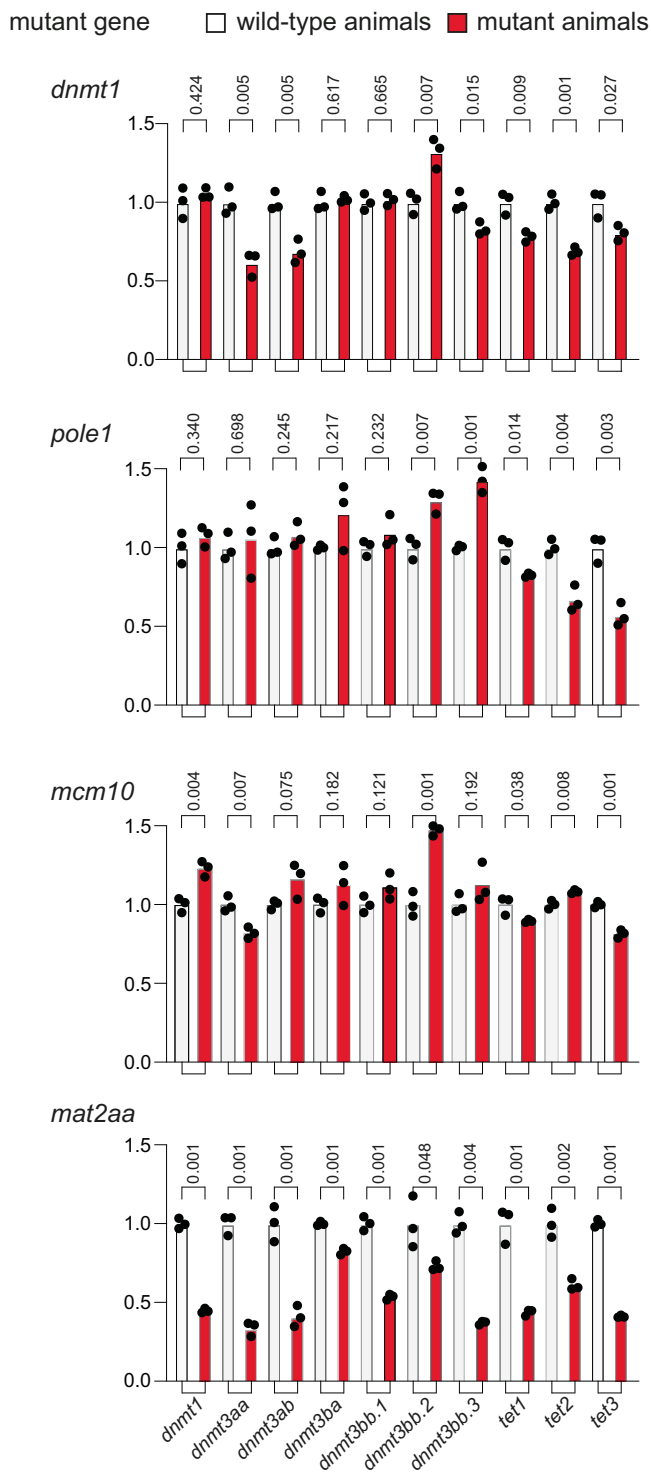 mutant gene wild-type animals mutant animals
dnmt1
0.424 0.005 0.005 0.617 0.665 0.007 0.015 0.009 0.001 0.027
1.5
1.0
0.5
0.0
pole1
0.340 0.698 0.245 0.217 0.232 0.007 0.001 0.014 0.004 0.003
1.5
1.0
0.5
0.0
mcm10
0.004 0.007 0.075 0.182 0.121 0.001 0.192 0.038 0.008 0.001
1.5
1.0
0.5
0.0
mat2aa
0.001 0.001 0.001 0.001 0.001 0.048 0.004 0.001 0.002 0.001
1.5
1.0
0.5
0.0
dnmt1 dnmt3aa dnmt3ab dnmt3ba dnmt3bb.1 dnmt3bb.2 dnmt3bb.3 tet1 tet2 tet3